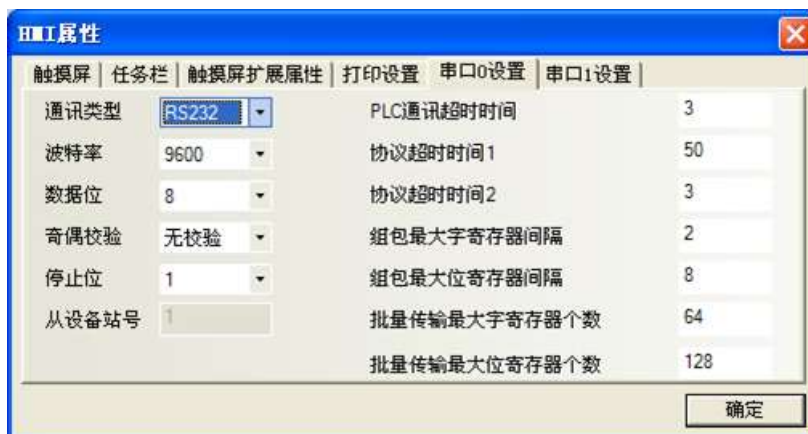 HMI属性
触摸屏 任务栏 触摸屏扩展属性 打印设置 串口0设置 串口1设置
通讯类型 RS232 PLC通讯超时时间 3
波特率 9600 协议超时时间1 50
数据位 8 协议超时时间2 3
奇偶校验 无校验 组包最大字寄存器间隔 2
停止位 1 组包最大位寄存器间隔 8
从设备站号 1 批量传输最大字寄存器个数 64
批量传输最大位寄存器个数 128
确定